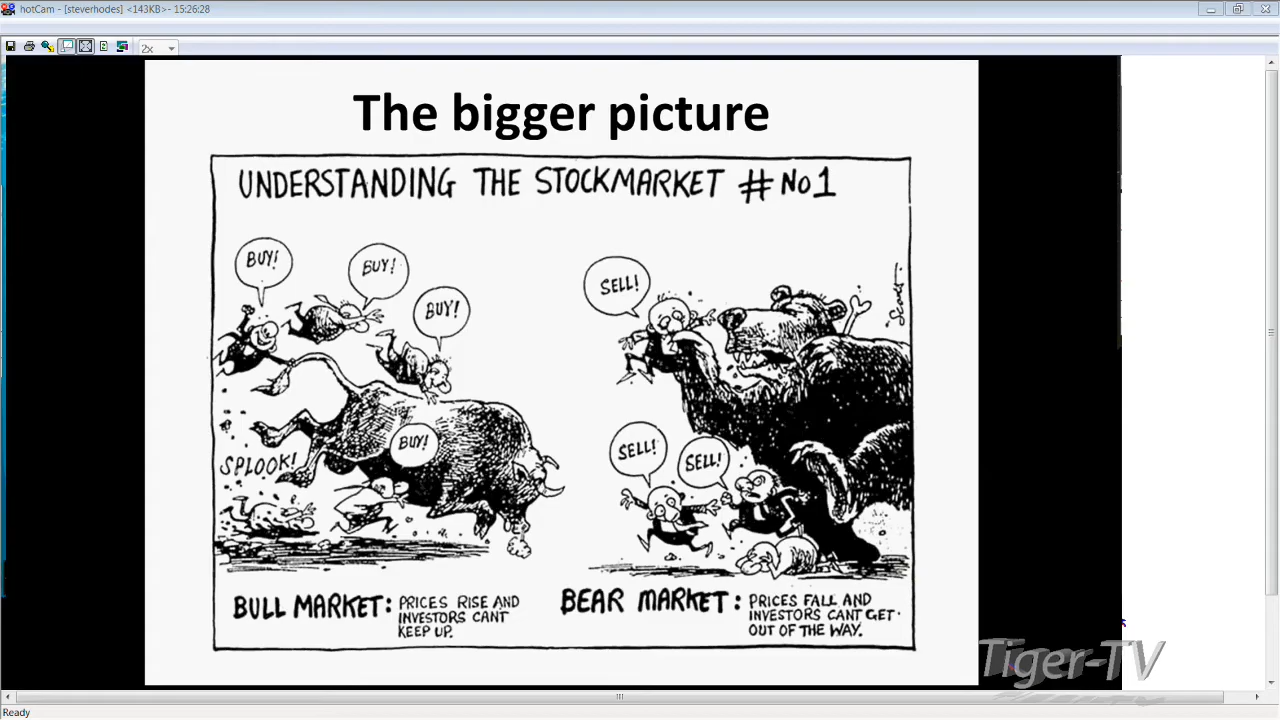 hotCam - [steverhodes] <143KB>- 15:26:28
2x
The bigger picture
UNDERSTANDING THE STOCKMARKET # No1
BUY!
BUY!
BUY!
BUY!
SPLOOK!
BULL MARKET: PRICES RISE AND
INVESTORS CANT
KEEP UP.
SELL!
SELL!
SELL!
BEAR MARKET: PRICES FALL AND
INVESTORS CANT GET
OUT OF THE WAY.
Tiger-TV
Ready